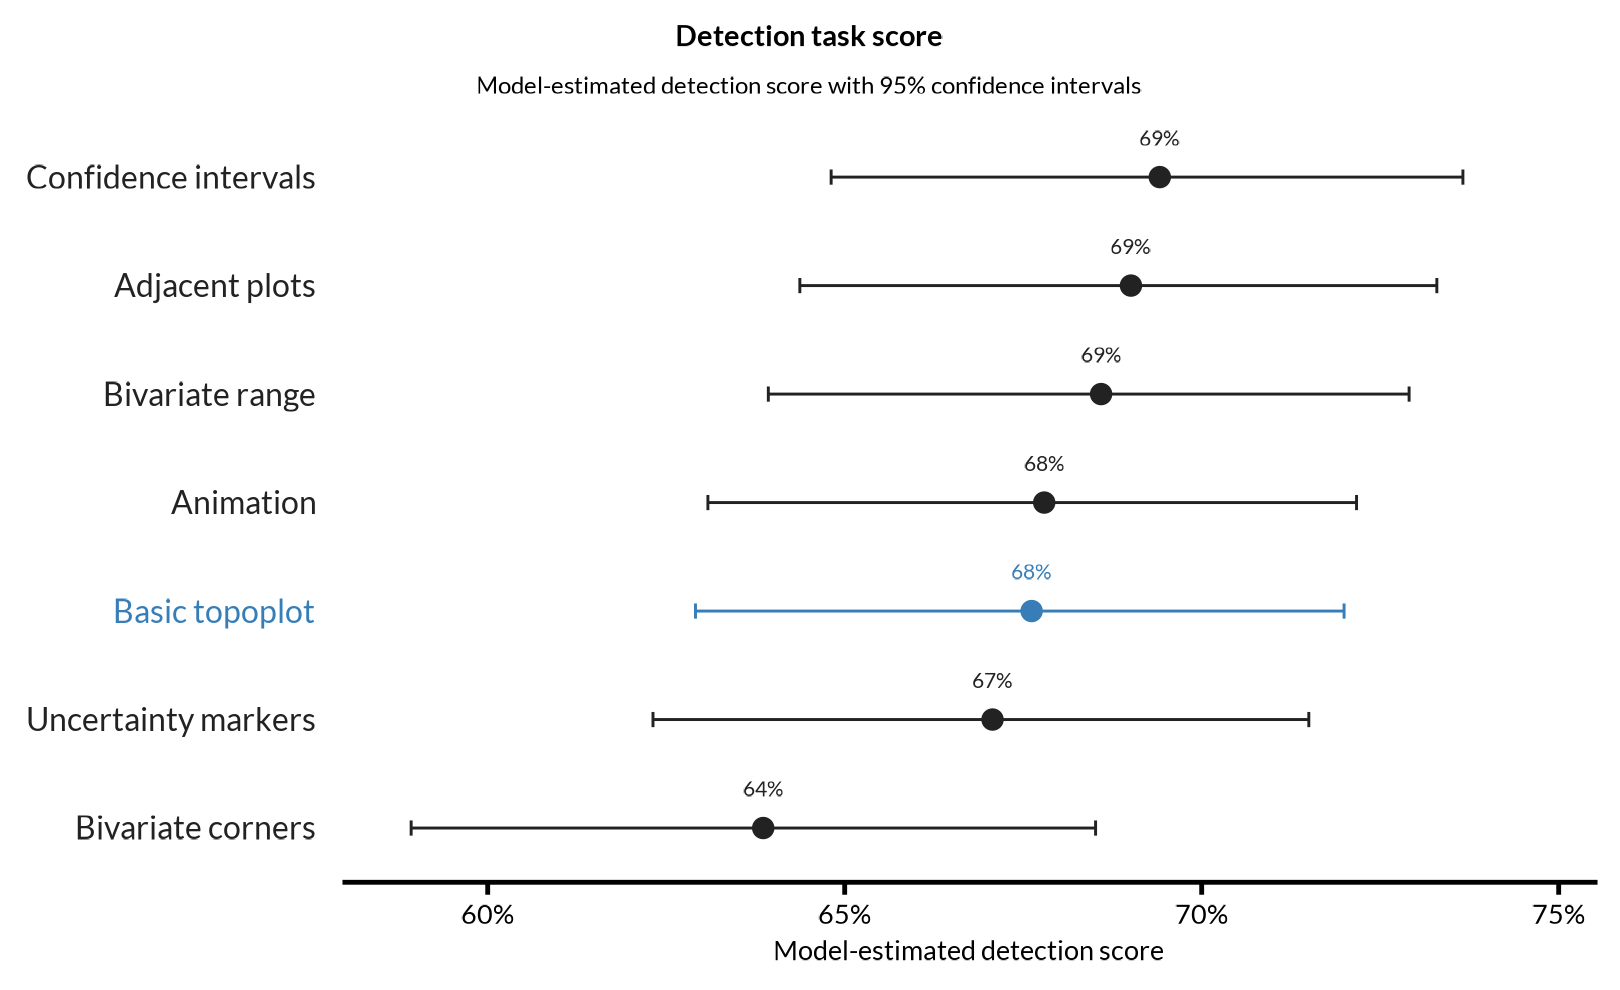 Detection task score
Model-estimated detection score with 95% confidence intervals
69%
Confidence intervals
69%
Adjacent plots
69%
Bivariate range
68%
Animation
68%
Basic topoplot
67%
Uncertainty markers
64%
Bivariate corners
60% 65% 70% 75%
Model-estimated detection score